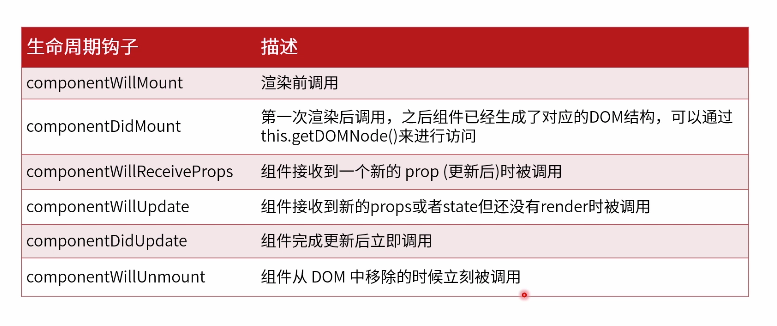 生命周期钩子 描述
componentWillMount 渲染前调用
componentDidMount 第一次渲染后调用，之后组件已经生成了对应的DOM结构，可以通过
this.getDOMNode()来进行访问
componentWillReceiveProps 组件接收到一个新的 prop (更新后)时被调用
componentWillUpdate 组件接收到新的props或者state但还没有render时被调用
componentDidUpdate 组件完成更新后立即调用
componentWillUnmount 组件从 DOM 中移除的时候立刻被调用